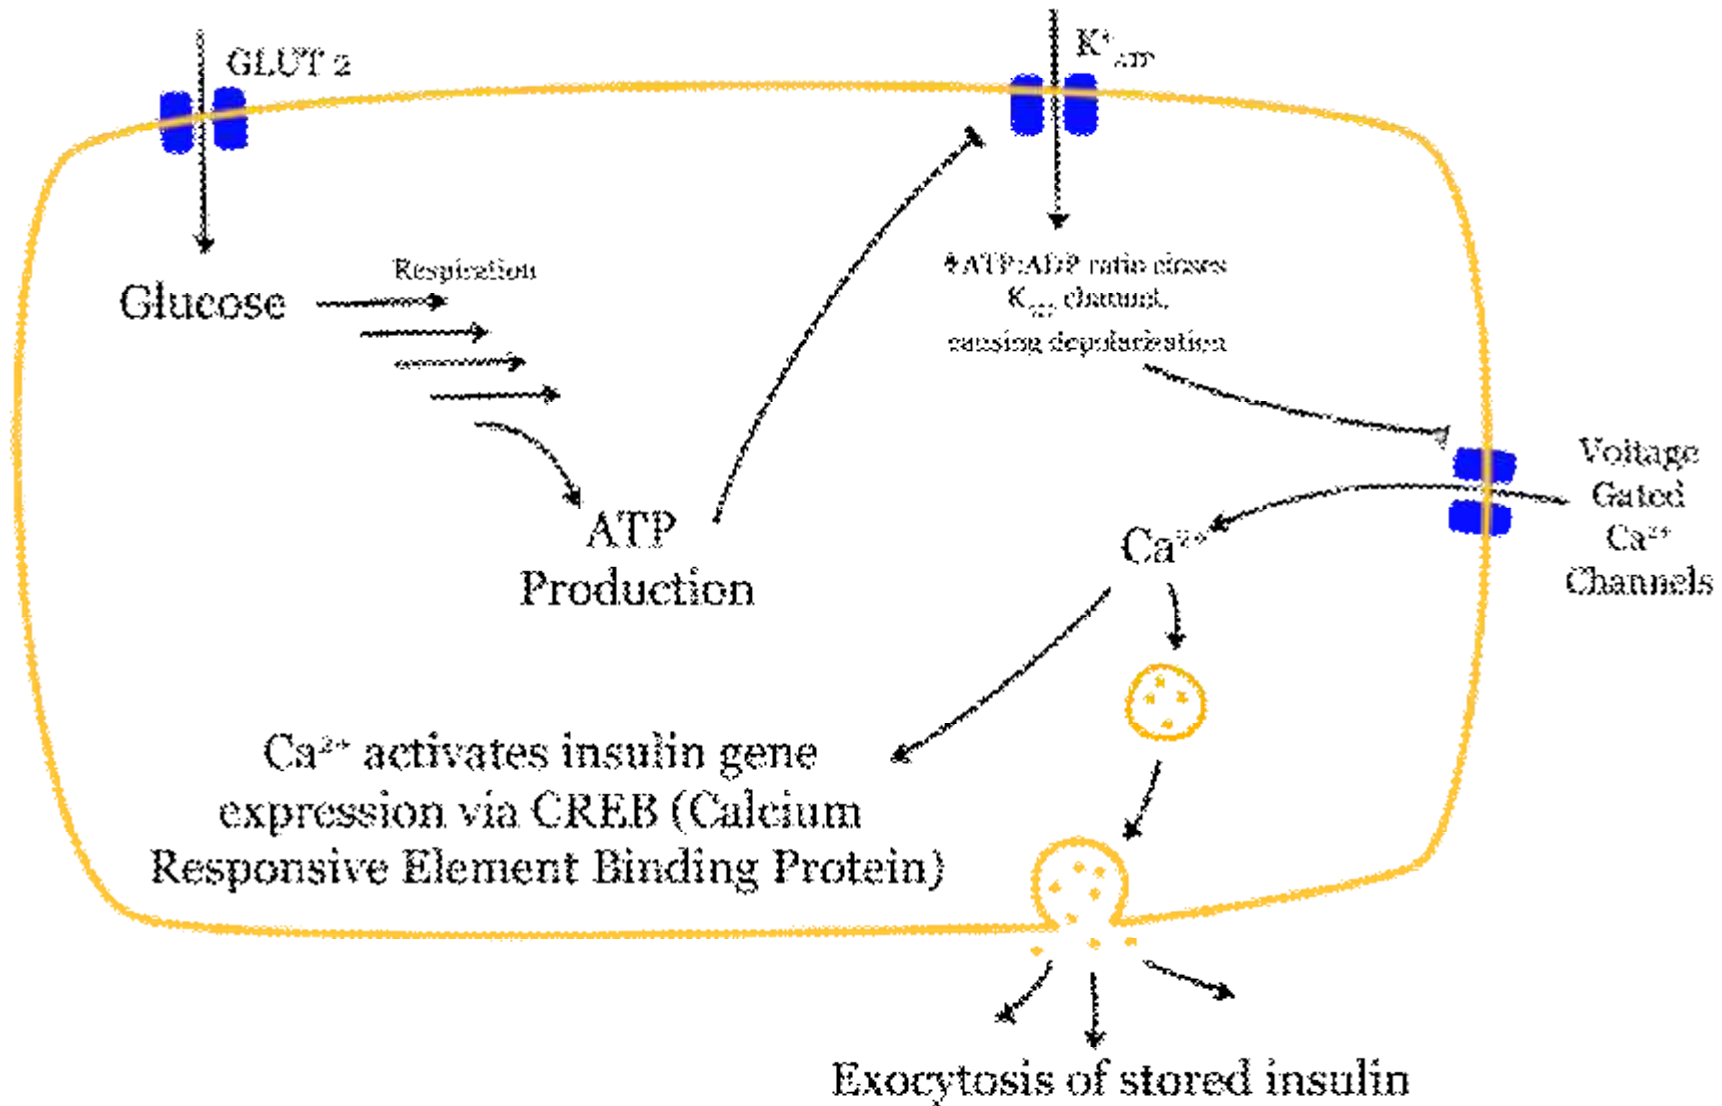 GLUT 2
K⁺ATP
Glucose
Respiration
↑ATP:ADP ratio closes
KATP channel,
causing depolarisation
ATP
Production
Voltage
Gated
Ca²⁺
Channels
Ca²⁺
Ca²⁺ activates insulin gene
expression via CREB (Calcium
Responsive Element Binding Protein)
Exocytosis of stored insulin